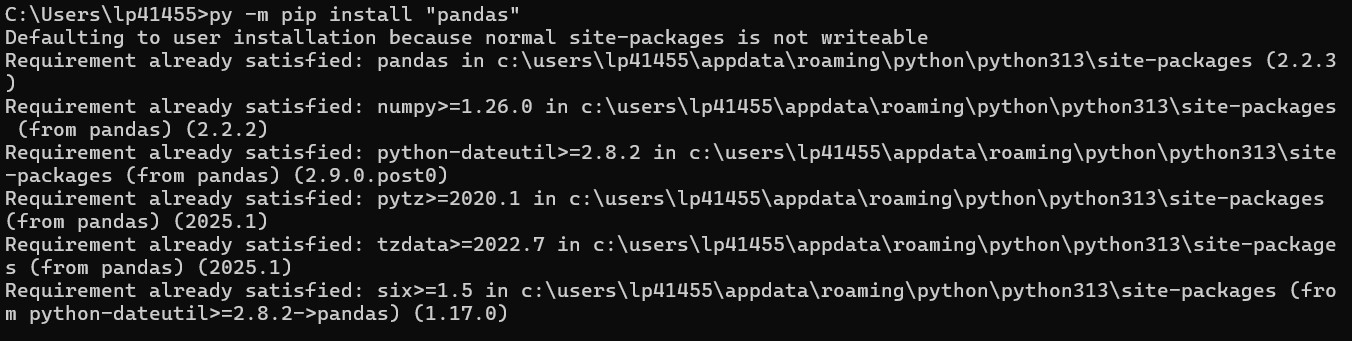 C:\Users\lp41455>py -m pip install "pandas"
Defaulting to user installation because normal site-packages is not writeable
Requirement already satisfied: pandas in c:\users\lp41455\appdata\roaming\python\python313\site-packages (2.2.3
)
Requirement already satisfied: numpy>=1.26.0 in c:\users\lp41455\appdata\roaming\python\python313\site-packages
 (from pandas) (2.2.2)
Requirement already satisfied: python-dateutil>=2.8.2 in c:\users\lp41455\appdata\roaming\python\python313\site
-packages (from pandas) (2.9.0.post0)
Requirement already satisfied: pytz>=2020.1 in c:\users\lp41455\appdata\roaming\python\python313\site-packages
(from pandas) (2025.1)
Requirement already satisfied: tzdata>=2022.7 in c:\users\lp41455\appdata\roaming\python\python313\site-package
s (from pandas) (2025.1)
Requirement already satisfied: six>=1.5 in c:\users\lp41455\appdata\roaming\python\python313\site-packages (fro
m python-dateutil>=2.8.2->pandas) (1.17.0)